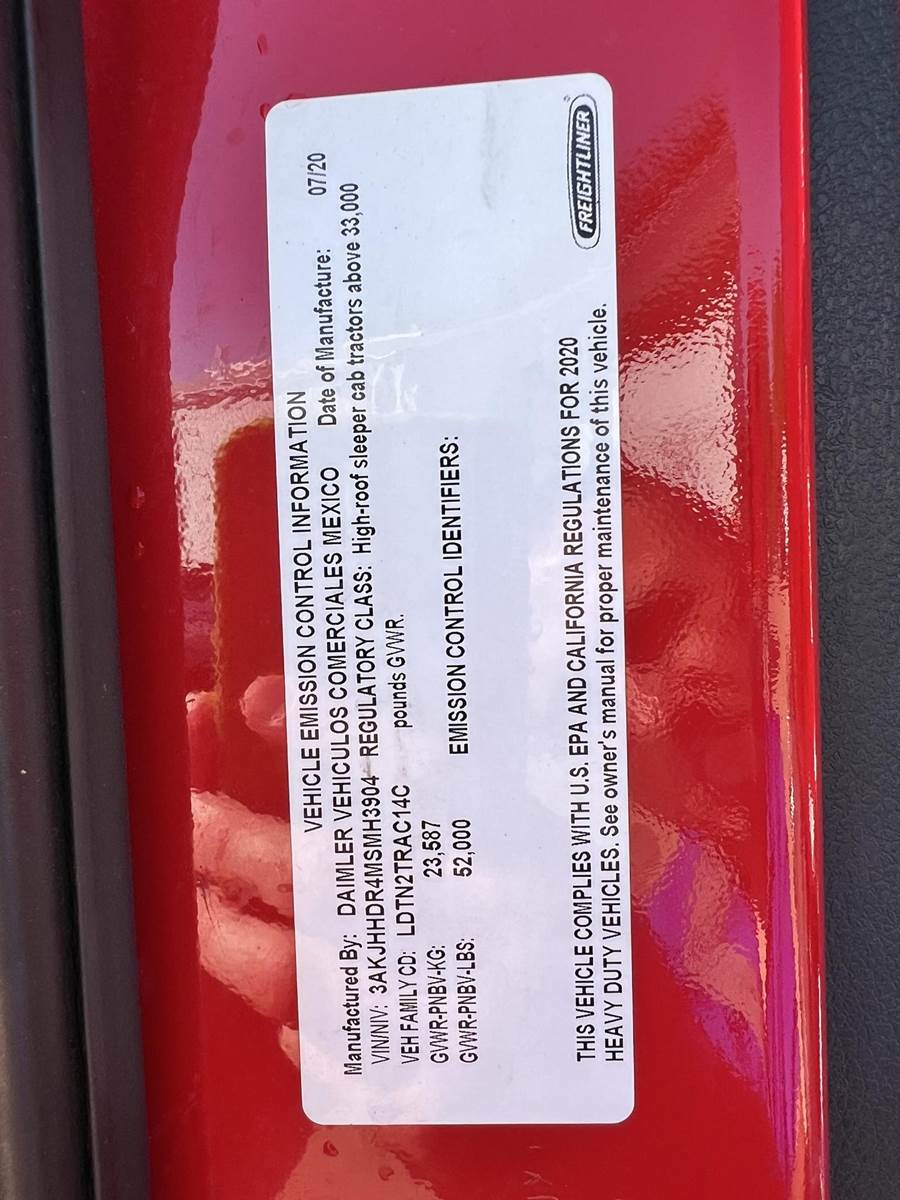 VEHICLE EMISSION CONTROL INFORMATION
Manufactured By: DAIMLER VEHICULOS COMERCIALES MEXICO Date of Manufacture: 07/20
VIN/NIV: 3AKJHHDR4MSMH3904 REGULATORY CLASS: High-roof sleeper cab tractors above 33,000
VEH FAMILY CD: LDTN2TRAC14C pounds GVWR.
GVWR-PNBV-KG: 23,587
GVWR-PNBV-LBS: 52,000 EMISSION CONTROL IDENTIFIERS:
THIS VEHICLE COMPLIES WITH U.S. EPA AND CALIFORNIA REGULATIONS FOR 2020
HEAVY DUTY VEHICLES. See owner's manual for proper maintenance of this vehicle.
FREIGHTLINER